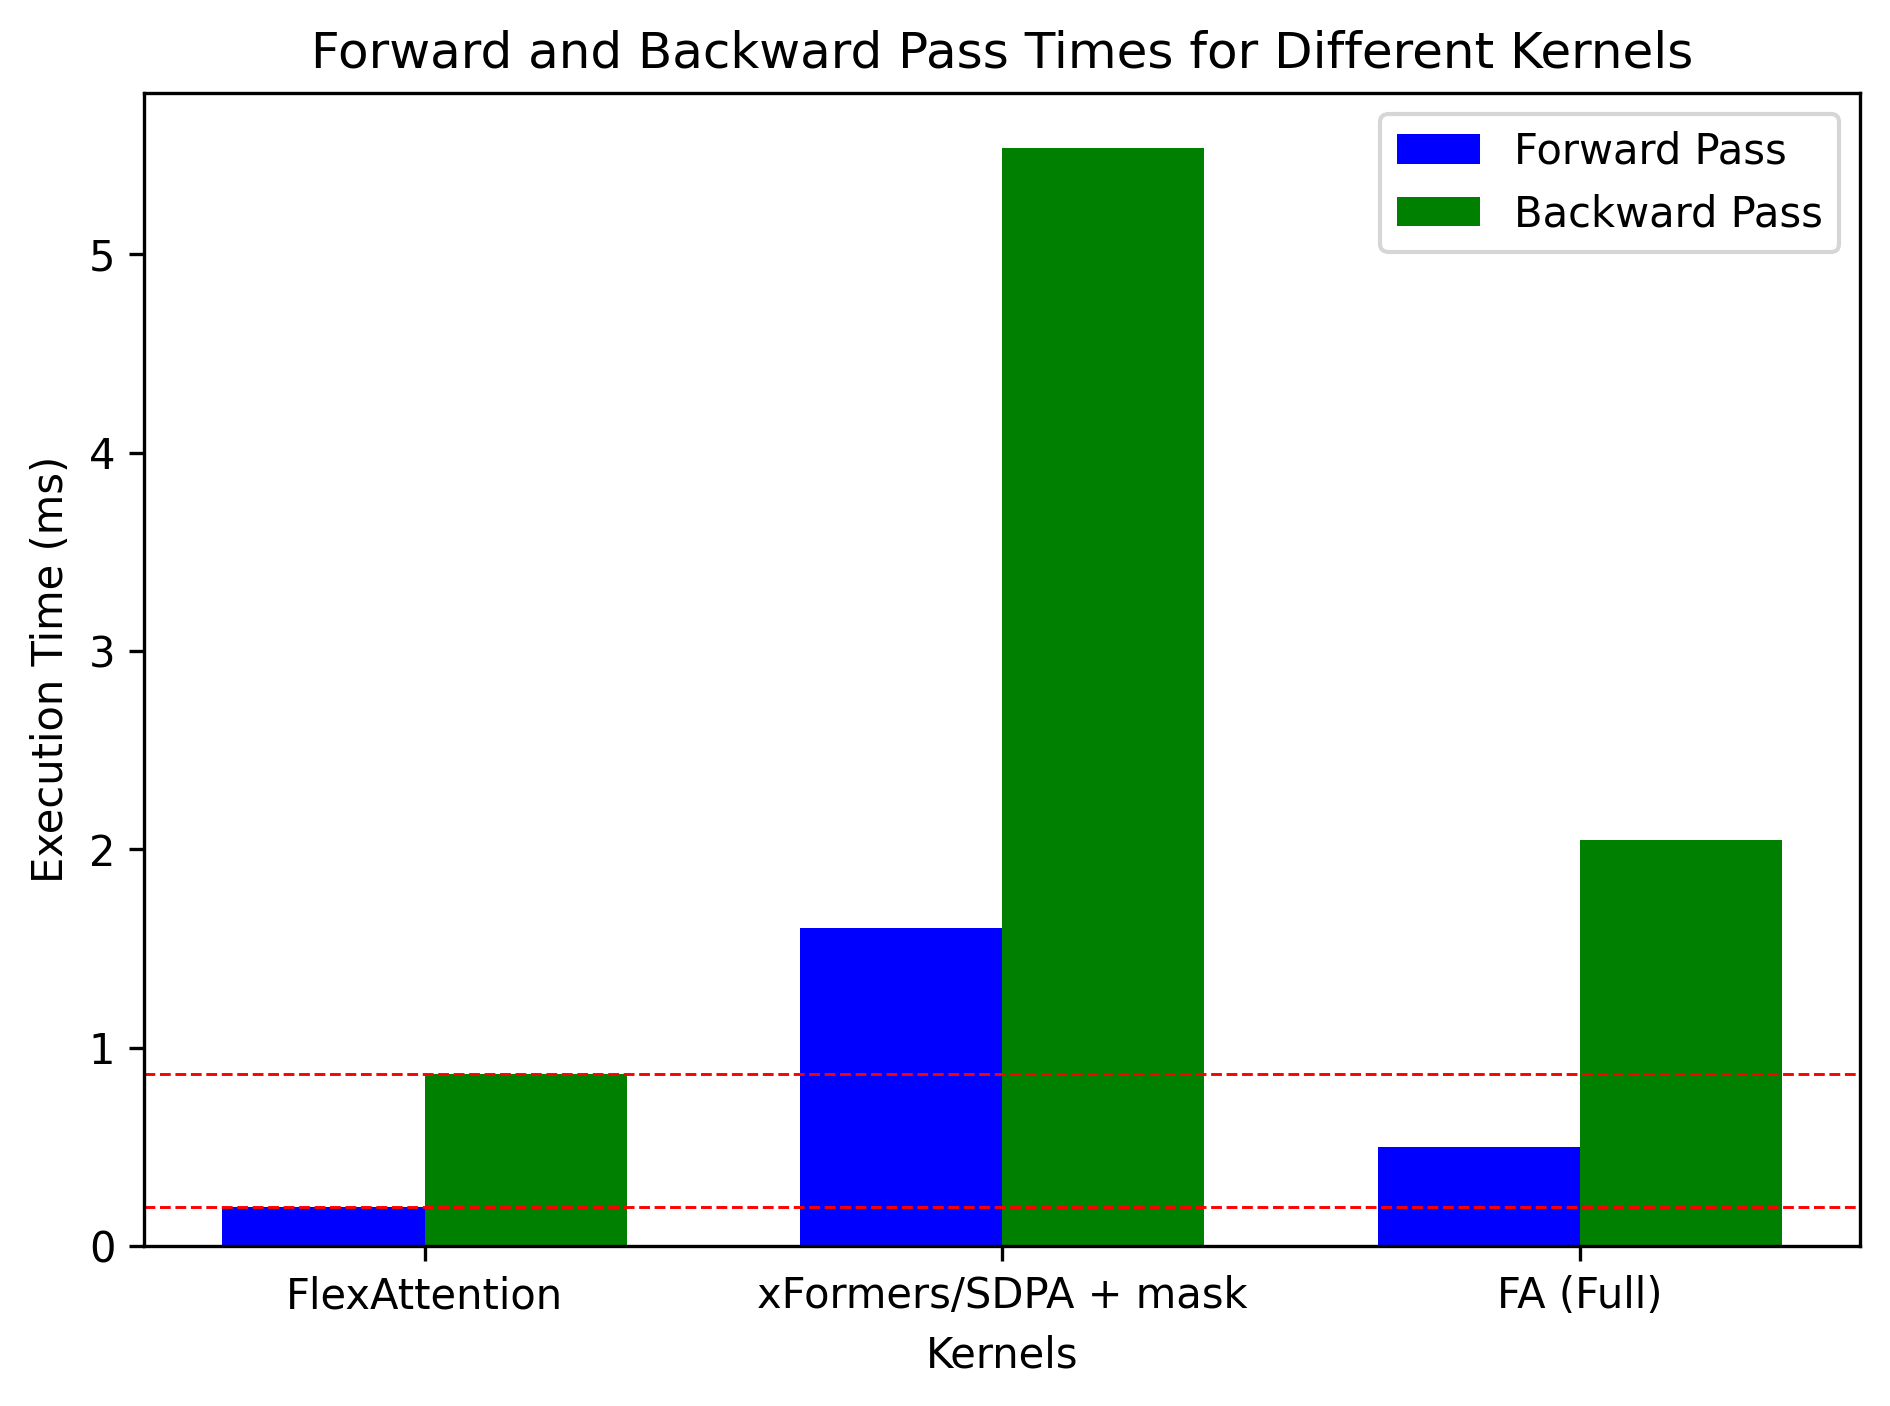 Forward and Backward Pass Times for Different Kernels
Forward Pass
Backward Pass
Execution Time (ms)
5
4
3
2
1
0
FlexAttention
xFormers/SDPA + mask
FA (Full)
Kernels